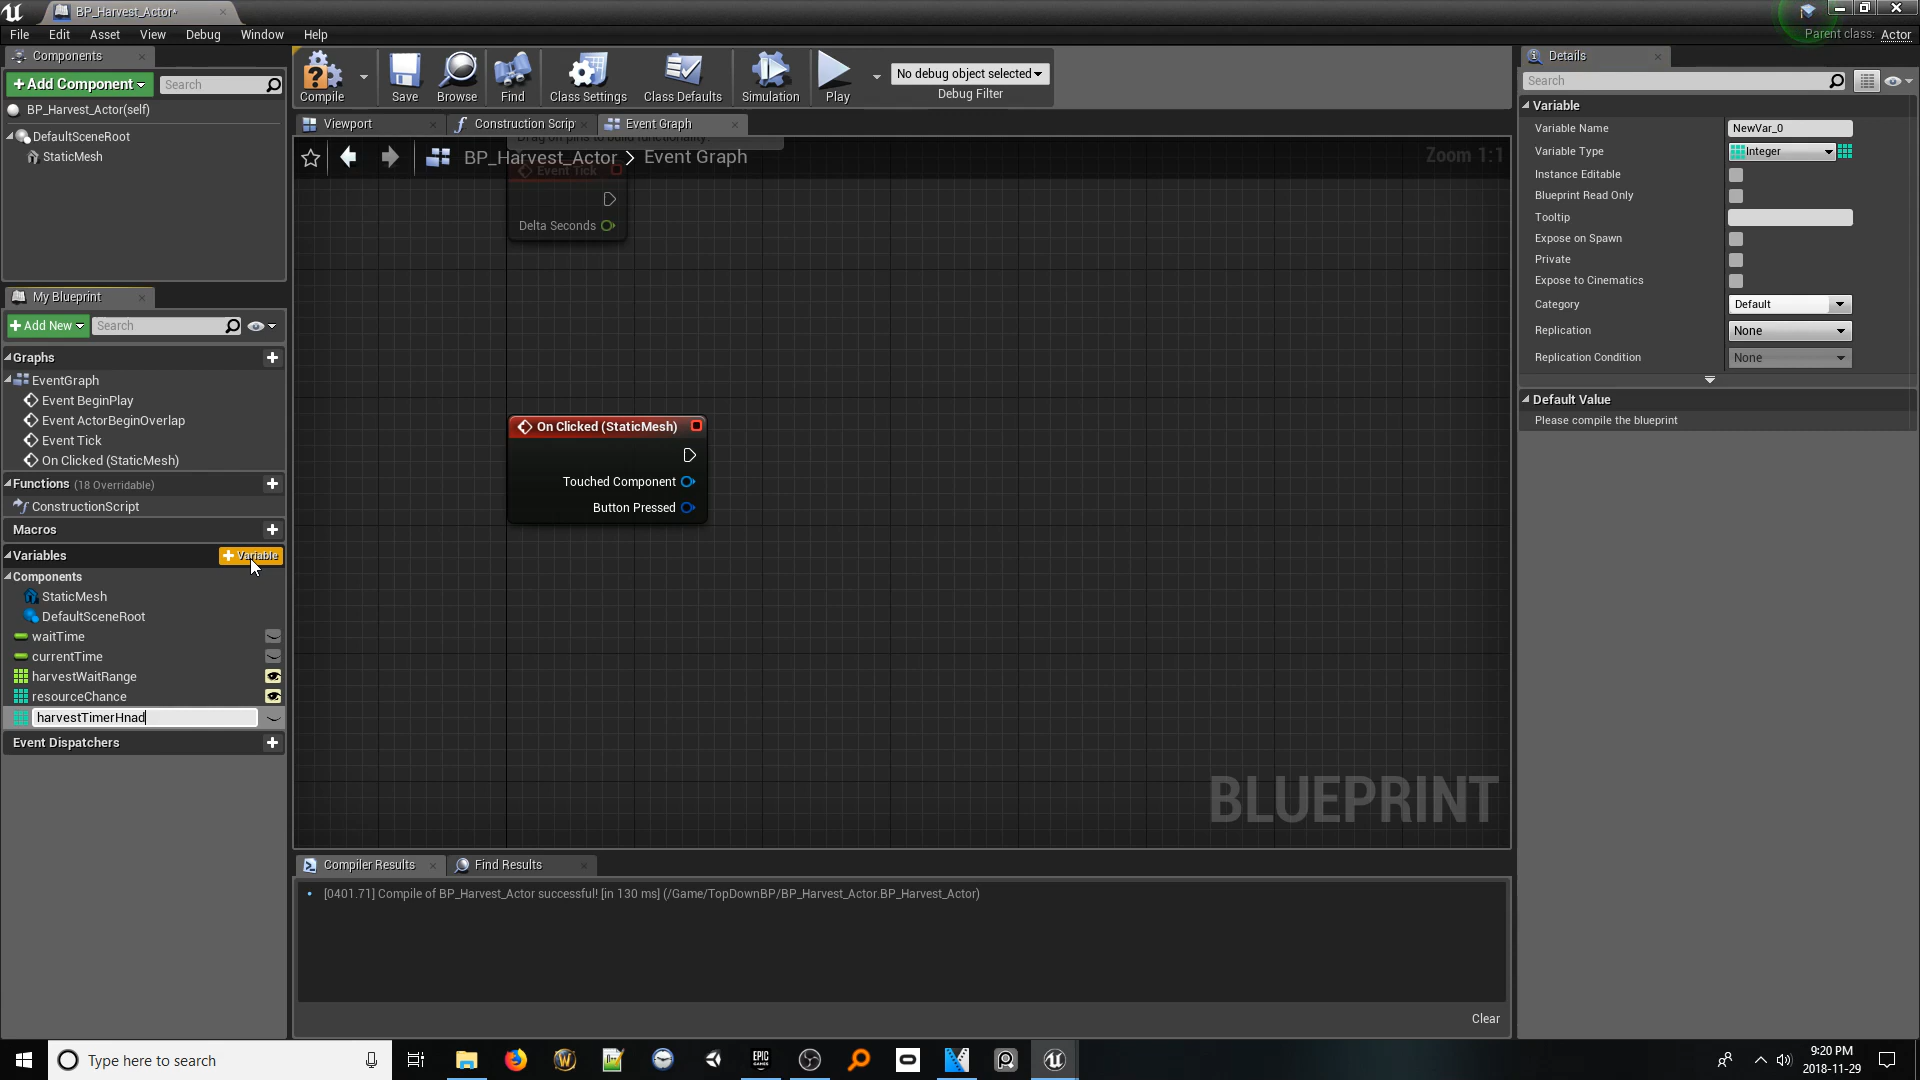 BP_Harvest_Actor*
File Edit Asset View Debug Window Help
Parent class: Actor
Components
+Add Component
Search
BP_Harvest_Actor(self)
DefaultSceneRoot
StaticMesh
My Blueprint
+Add New
Search
Graphs
EventGraph
Event BeginPlay
Event ActorBeginOverlap
Event Tick
On Clicked (StaticMesh)
Functions (18 Overridable)
ConstructionScript
Macros
Variables
+ Variable
Components
StaticMesh
DefaultSceneRoot
waitTime
currentTime
harvestWaitRange
resourceChance
harvestTimerHnad
Event Dispatchers
Compile Save Browse Find Class Settings Class Defaults Simulation Play
No debug object selected
Debug Filter
Viewport
Construction Scrip
Event Graph
Drag off pins to build functionality.
BP_Harvest_Actor > Event Graph
Zoom 1:1
Event Tick
Delta Seconds
On Clicked (StaticMesh)
Touched Component
Button Pressed
BLUEPRINT
Compiler Results
Find Results
[0401.71] Compile of BP_Harvest_Actor successful! [in 130 ms] (/Game/TopDownBP/BP_Harvest_Actor.BP_Harvest_Actor)
Clear
Details
Search
Variable
Variable Name NewVar_0
Variable Type Integer
Instance Editable
Blueprint Read Only
Tooltip
Expose on Spawn
Private
Expose to Cinematics
Category Default
Replication None
Replication Condition None
Default Value
Please compile the blueprint
Type here to search
EPIC GAMES
9:20 PM
2018-11-29